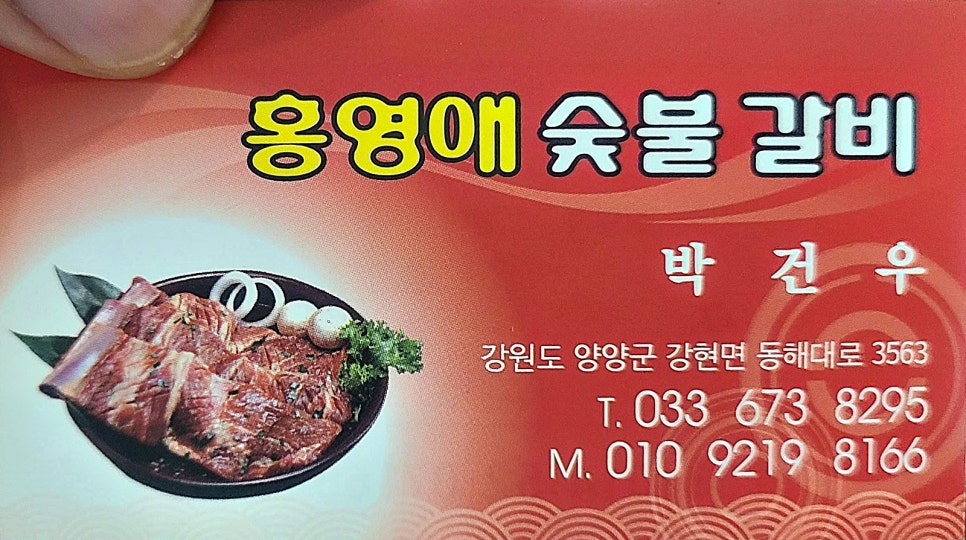 홍영애 숯불 갈비
박 건 우
강원도 양양군 강현면 동해대로 3563
T. 033 673 8295
M. 010 9219 8166